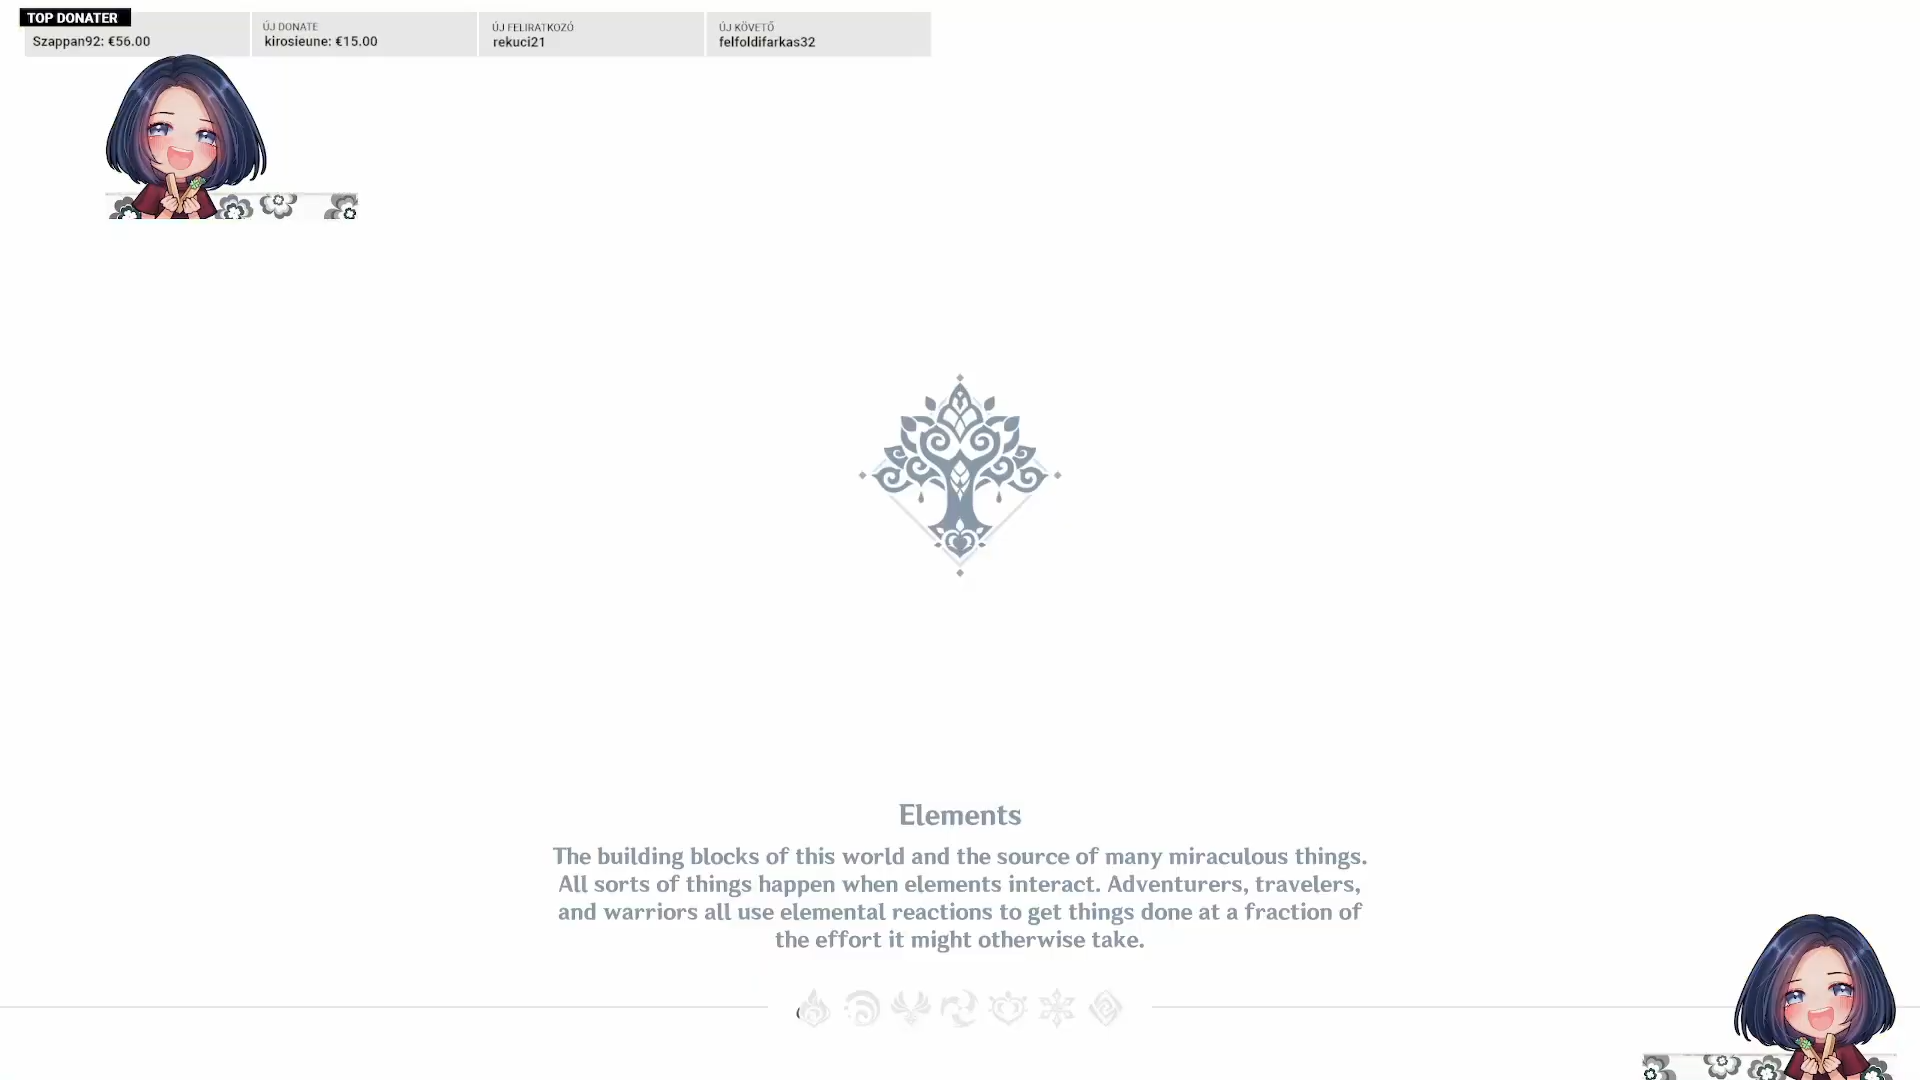 TOP DONATER
Szappan92: €56.00
ÚJ DONATE
kirosieune: €15.00
ÚJ FELIRATKOZÓ
rekuci21
ÚJ KÖVETŐ
felfoldifarkas32
Elements
The building blocks of this world and the source of many miraculous things.
All sorts of things happen when elements interact. Adventurers, travelers,
and warriors all use elemental reactions to get things done at a fraction of
the effort it might otherwise take.